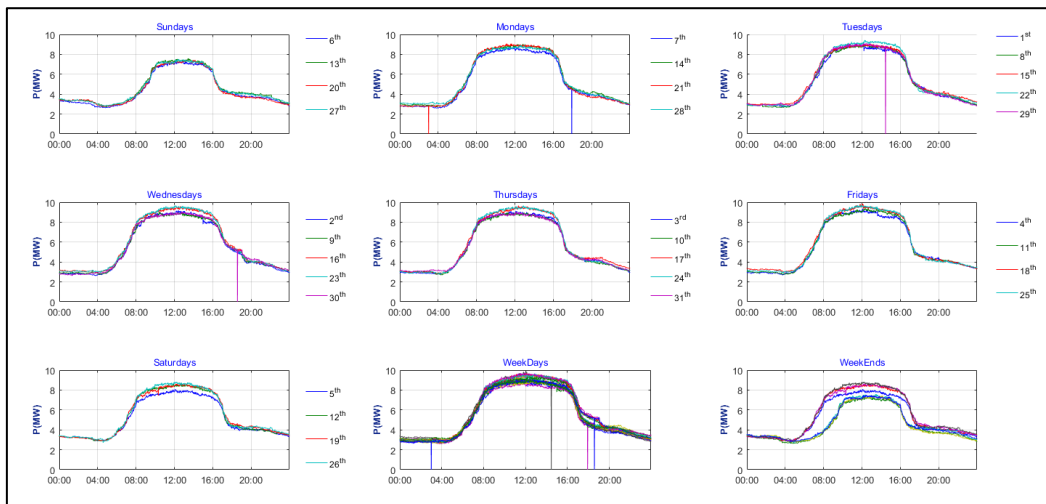 Sundays
P(MW)
10
8
6
4
2
0
00:00 04:00 08:00 12:00 16:00 20:00
6th
13th
20th
27th
Mondays
10
8
6
4
2
0
00:00 04:00 08:00 12:00 16:00 20:00
7th
14th
21th
28th
Tuesdays
P(MW)
10
8
6
4
2
0
00:00 04:00 08:00 12:00 16:00 20:00
1st
8th
15th
22th
29th
Wednesdays
P(MW)
10
8
6
4
2
0
00:00 04:00 08:00 12:00 16:00 20:00
2nd
9th
16th
23th
30th
Thursdays
10
8
6
4
2
0
00:00 04:00 08:00 12:00 16:00 20:00
3rd
10th
17th
24th
31th
Fridays
P(MW)
10
8
6
4
2
0
00:00 04:00 08:00 12:00 16:00 20:00
4th
11th
18th
25th
Saturdays
P(MW)
10
8
6
4
2
0
00:00 04:00 08:00 12:00 16:00 20:00
5th
12th
19th
26th
WeekDays
10
8
6
4
2
0
00:00 04:00 08:00 12:00 16:00 20:00
WeekEnds
P(MW)
10
8
6
4
2
0
00:00 04:00 08:00 12:00 16:00 20:00